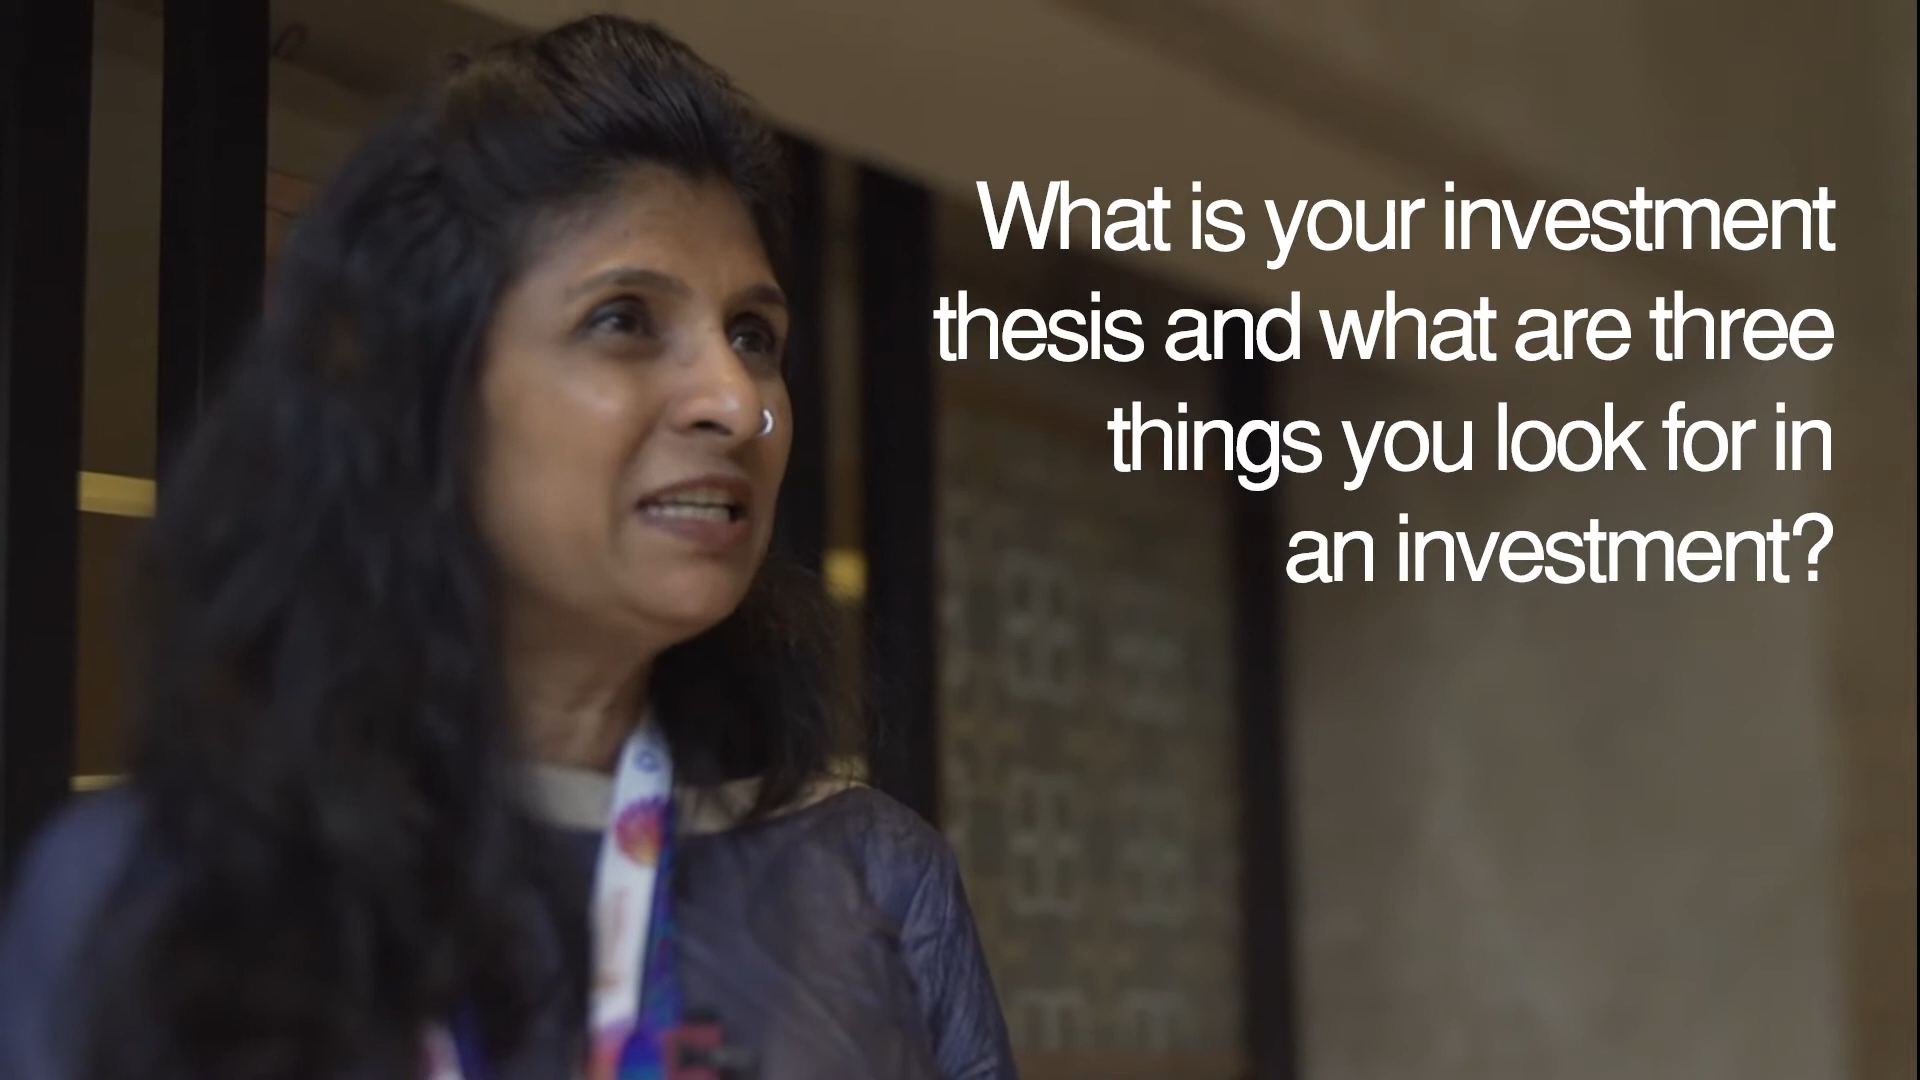 What is your investment
thesis and what are three
things you look for in
an investment?